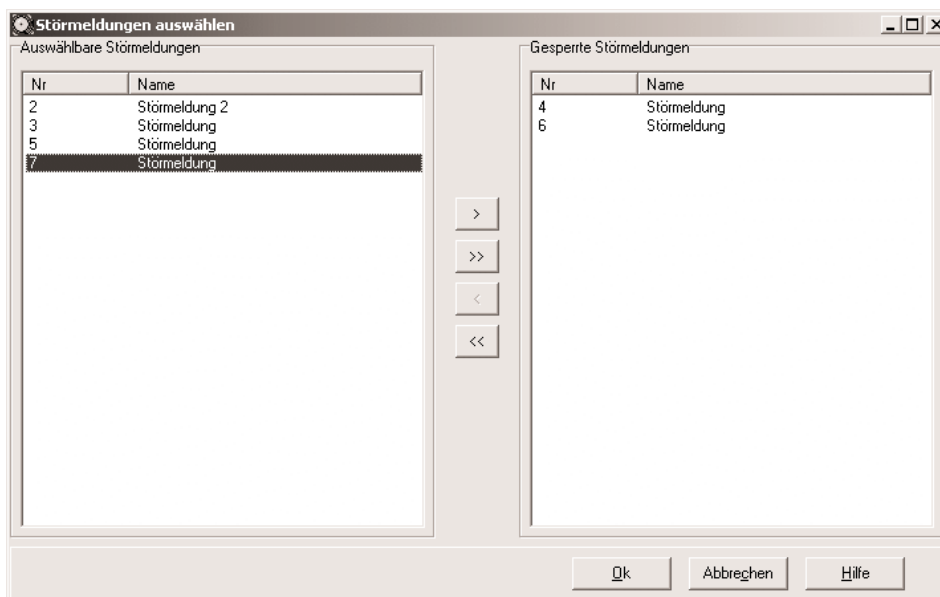 Störmeldungen auswählen
Auswählbare Störmeldungen
Nr Name
2 Störmeldung 2
3 Störmeldung
5 Störmeldung
7 Störmeldung
>
>>
<
<<
Gesperrte Störmeldungen
Nr Name
4 Störmeldung
6 Störmeldung
Ok Abbrechen Hilfe